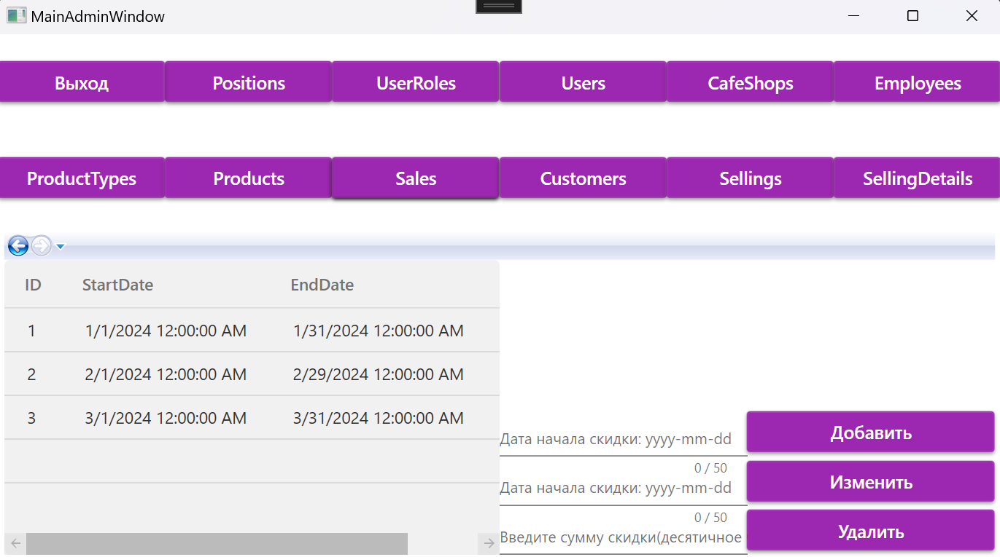 MainAdminWindow
Выход Positions UserRoles Users CafeShops Employees
ProductTypes Products Sales Customers Sellings SellingDetails
ID StartDate EndDate
1 1/1/2024 12:00:00 AM 1/31/2024 12:00:00 AM
2 2/1/2024 12:00:00 AM 2/29/2024 12:00:00 AM
3 3/1/2024 12:00:00 AM 3/31/2024 12:00:00 AM
Дата начала скидки: yyyy-mm-dd
0 / 50
Дата начала скидки: yyyy-mm-dd
0 / 50
Введите сумму скидки(десятичное
Добавить
Изменить
Удалить